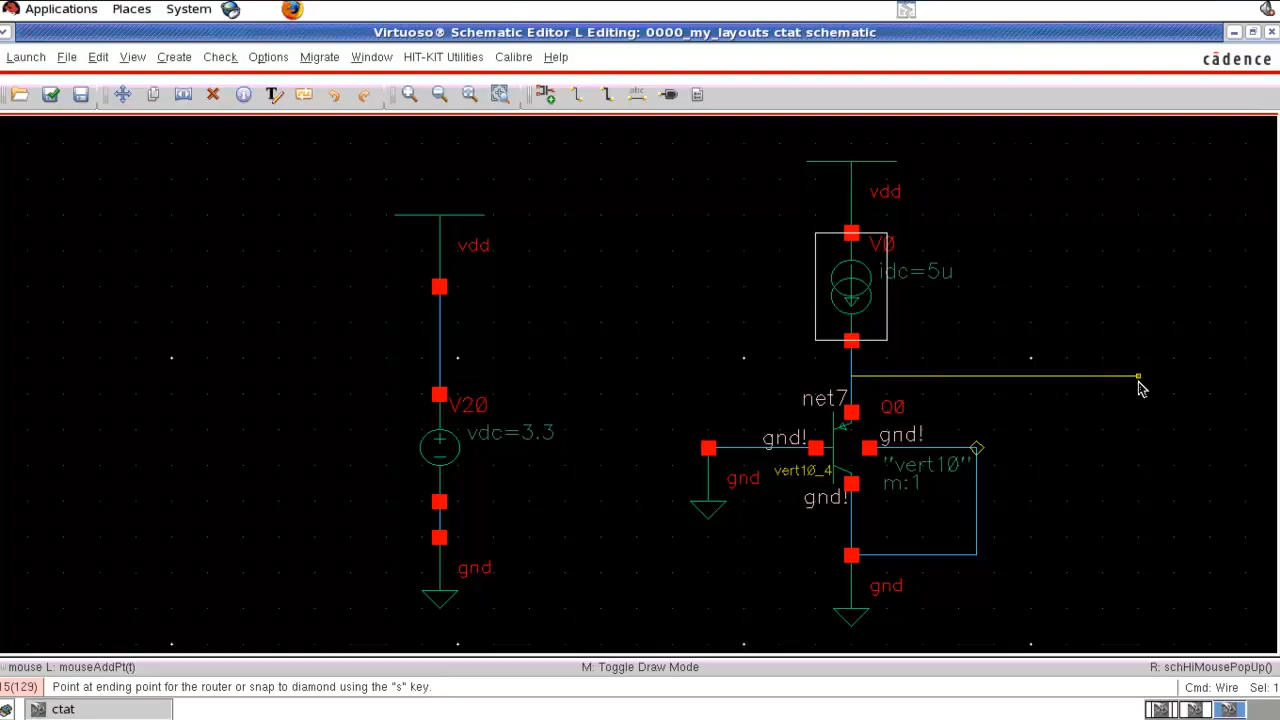 Applications Places System
Virtuoso® Schematic Editor L Editing: 0000_my_layouts ctat schematic
Launch File Edit View Create Check Options Migrate Window HIT-KIT Utilities Calibre Help
cādence
abc
vdd
vdd
V0
idc=5u
net7
V20
Q0
vdc=3.3
gnd!
gnd!
vert10_4
"vert10"
gnd
m:1
gnd!
gnd
gnd
mouse L: mouseAddPt(t) M: Toggle Draw Mode R: schHiMousePopUp()
15(129) Point at ending point for the router or snap to diamond using the "s" key. Cmd: Wire Sel: 1
ctat